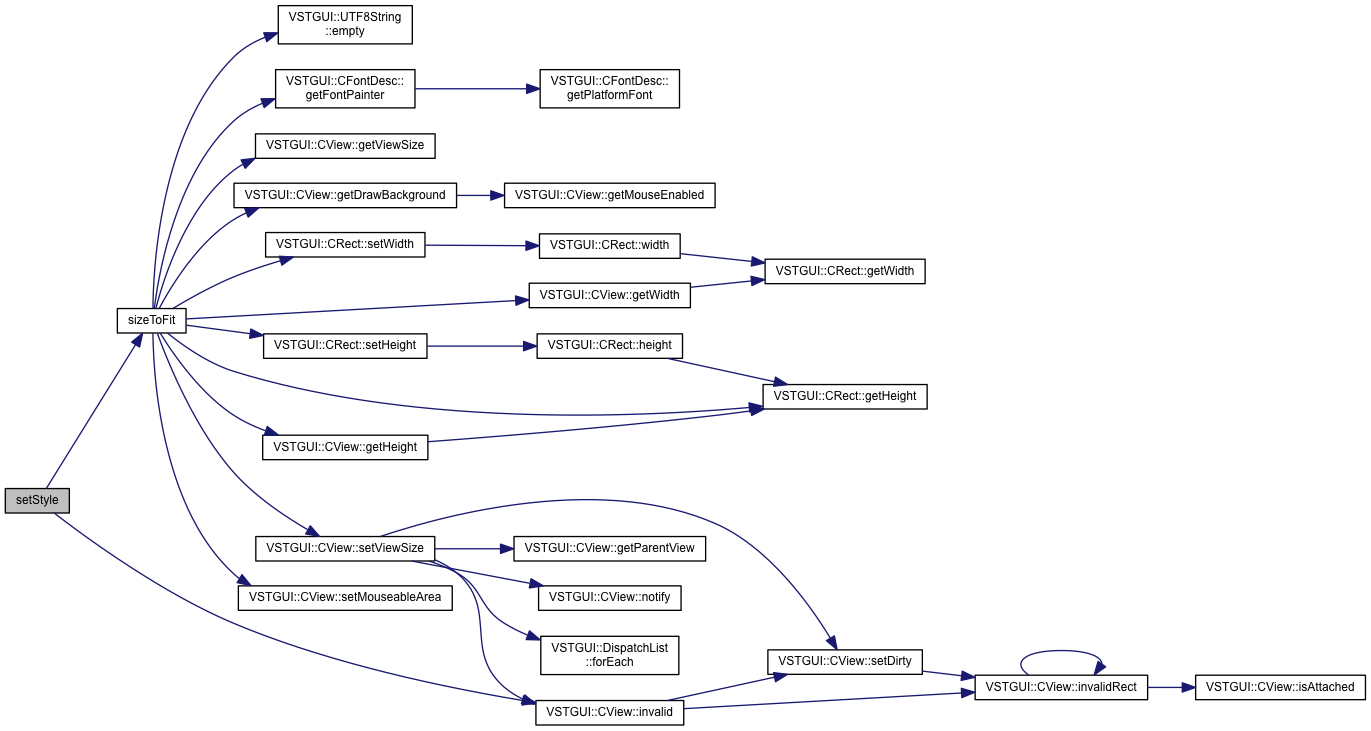 VSTGUI::UTF8String
::empty
VSTGUI::CFontDesc::
getFontPainter
VSTGUI::CFontDesc::
getPlatformFont
VSTGUI::CView::getViewSize
VSTGUI::CView::getDrawBackground
VSTGUI::CView::getMouseEnabled
VSTGUI::CRect::setWidth
VSTGUI::CRect::width
VSTGUI::CRect::getWidth
VSTGUI::CView::getWidth
sizeToFit
VSTGUI::CRect::setHeight
VSTGUI::CRect::height
VSTGUI::CRect::getHeight
VSTGUI::CView::getHeight
setStyle
VSTGUI::CView::setViewSize
VSTGUI::CView::getParentView
VSTGUI::CView::setMouseableArea
VSTGUI::CView::notify
VSTGUI::DispatchList
::forEach
VSTGUI::CView::setDirty
VSTGUI::CView::invalidRect
VSTGUI::CView::isAttached
VSTGUI::CView::invalid